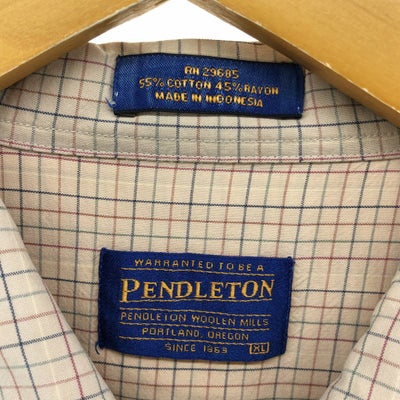 RN 29685
55% COTTON 45% RAYON
MADE IN INDONESIA
WARRANTED TO BE A
PENDLETON
PENDLETON WOOLEN MILLS
PORTLAND, OREGON
SINCE 1863 XL